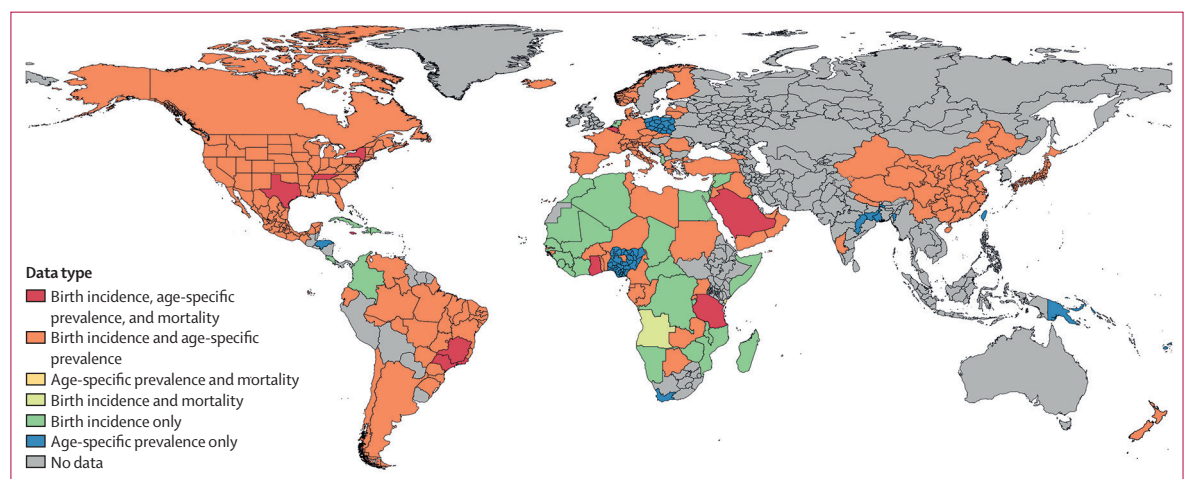 Data type
Birth incidence, age-specific
prevalence, and mortality
Birth incidence and age-specific
prevalence
Age-specific prevalence and mortality
Birth incidence and mortality
Birth incidence only
Age-specific prevalence only
No data